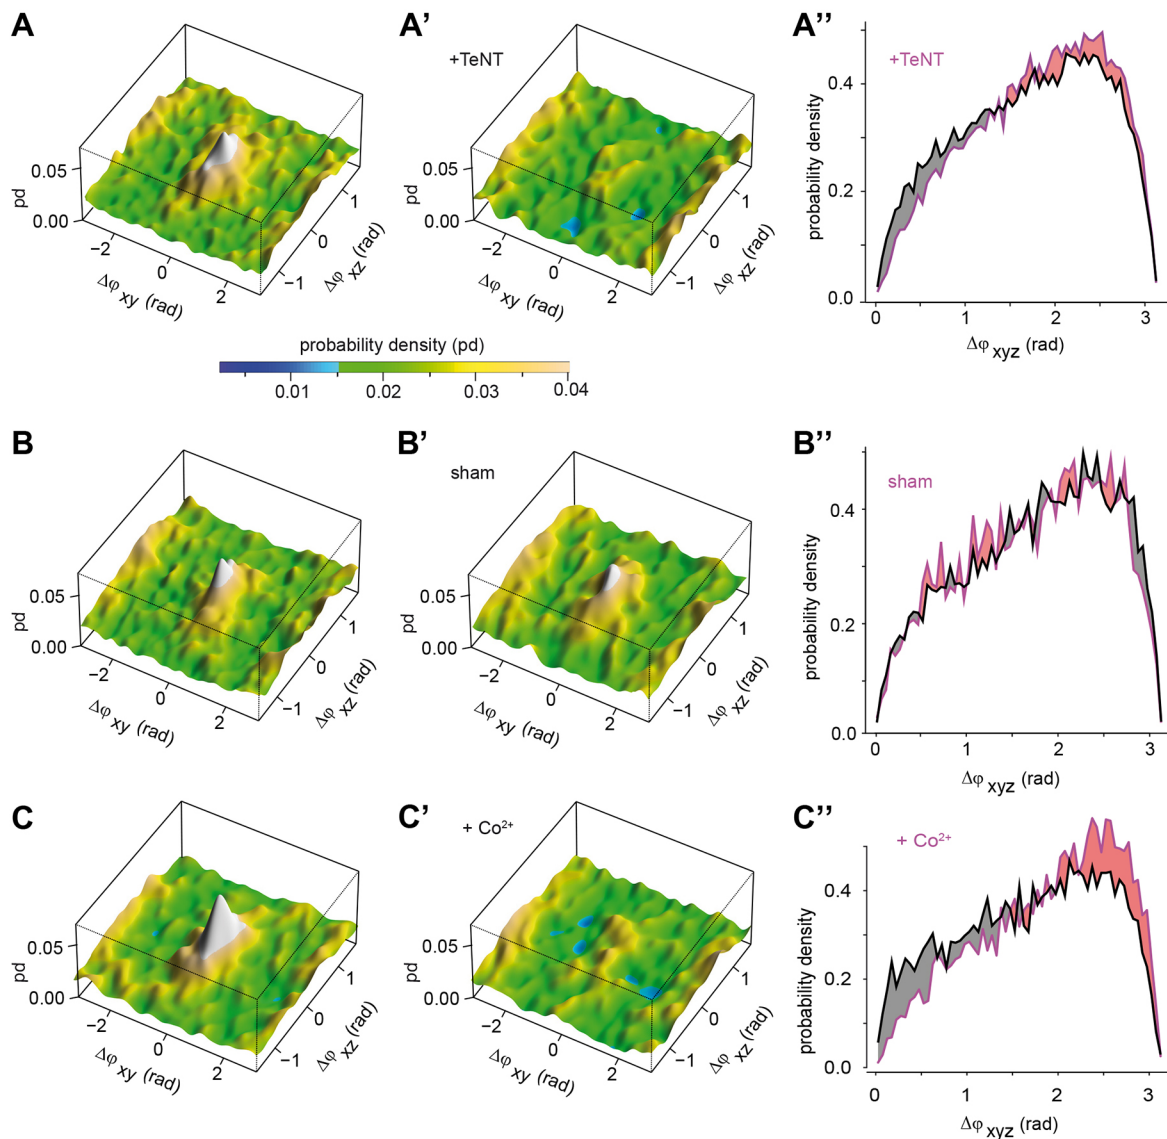 A
0.05
0.00
pd
−2
0
2
Δφ xy (rad)
−1
0
1
Δφ xz (rad)
A’
+TeNT
0.05
0.00
pd
−2
0
2
Δφ xy (rad)
−1
0
1
Δφ xz (rad)
A’’
+TeNT
probability density
0.4
0.2
0.0
0 1 2 3
Δφ xyz (rad)
probability density (pd)
0.01 0.02 0.03 0.04
B
0.05
0.00
pd
−2
0
2
Δφ xy (rad)
−1
0
1
Δφ xz (rad)
B’
sham
0.05
0.00
pd
−2
0
2
Δφ xy (rad)
−1
0
1
Δφ xz (rad)
B’’
sham
probability density
0.4
0.2
0.0
0 1 2 3
Δφ xyz (rad)
C
0.05
0.00
pd
−2
0
2
Δφ xy (rad)
−1
0
1
Δφ xz (rad)
C’
+ Co²⁺
0.05
0.00
pd
−2
0
2
Δφ xy (rad)
−1
0
1
Δφ xz (rad)
C’’
+ Co²⁺
probability density
0.4
0.2
0.0
0 1 2 3
Δφ xyz (rad)